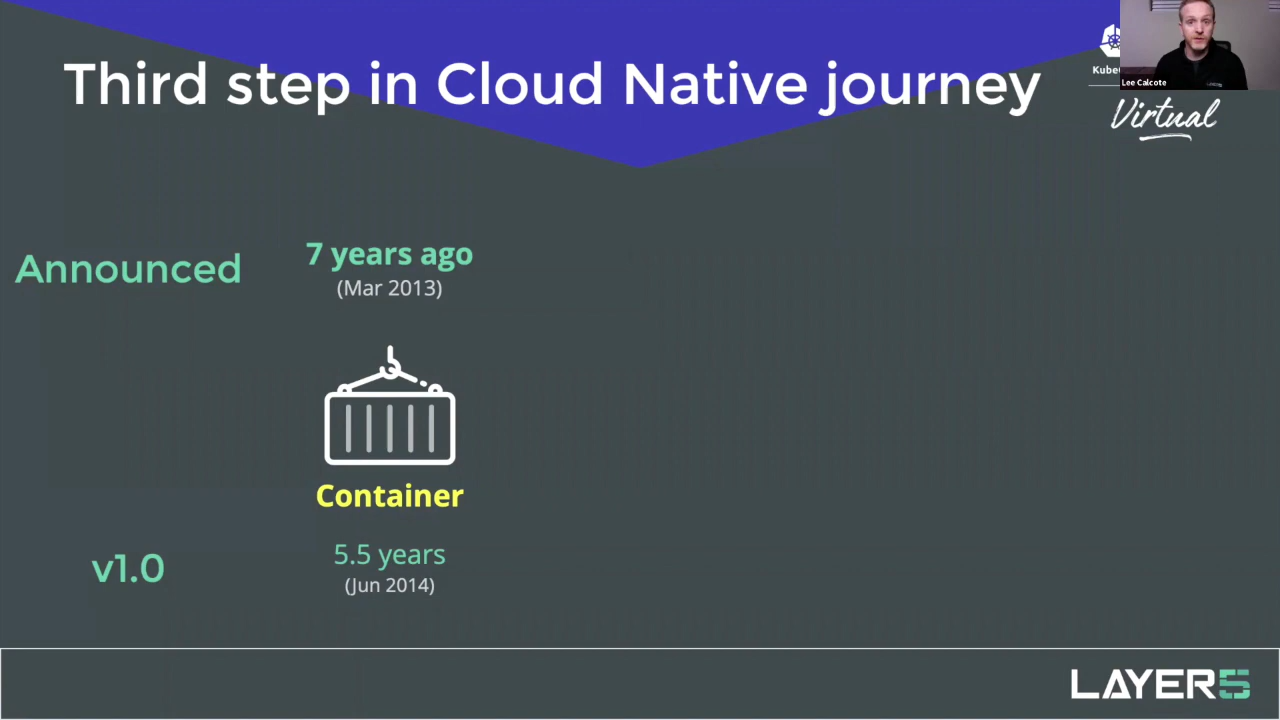 Third step in Cloud Native journey
Lee Calcote
Virtual
Announced
7 years ago
(Mar 2013)
Container
v1.0
5.5 years
(Jun 2014)
LAYER5